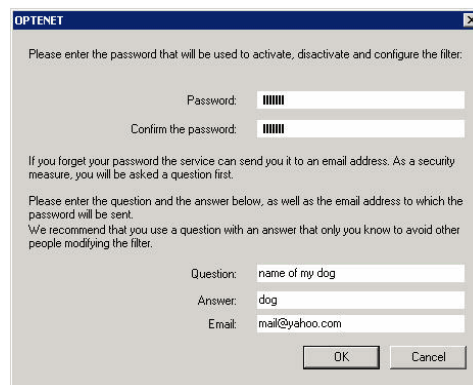 OPTENET
Please enter the password that will be used to activate, disactivate and configure the filter:
Password:
Confirm the password:
If you forget your password the service can send you it to an email address. As a security
measure, you will be asked a question first.
Please enter the question and the answer below, as well as the email address to which the
password will be sent.
We recommend that you use a question with an answer that only you know to avoid other
people modifying the filter.
Question: name of my dog
Answer: dog
Email: mail@yahoo.com
OK Cancel